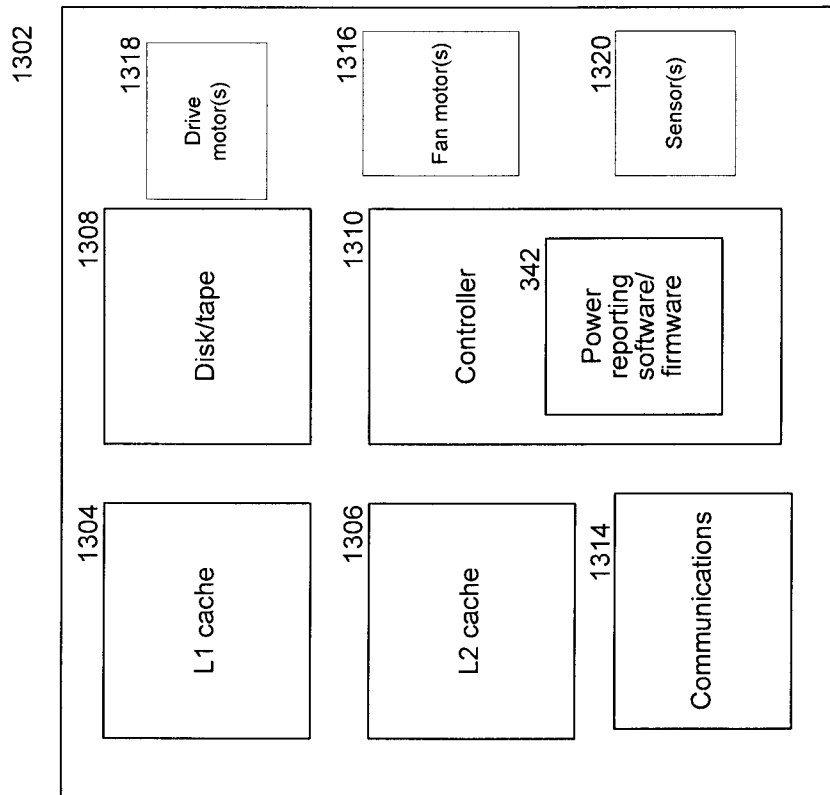 1302
1304
L1 cache
1308
Disk/tape
1318
Drive
motor(s)
1306
L2 cache
1310
Controller
342
Power
reporting
software/
firmware
1316
Fan motor(s)
1314
Communications
1320
Sensor(s)